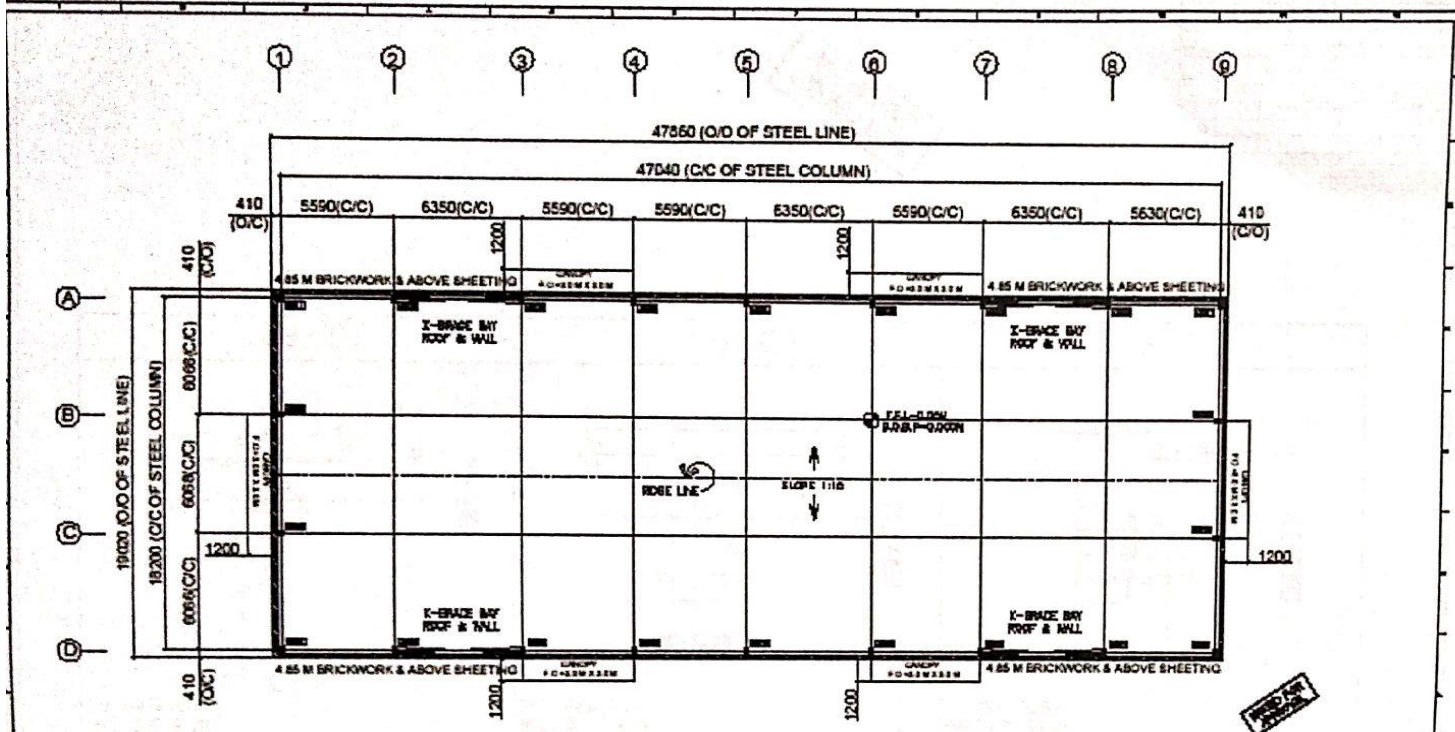 1 2 3 4 5 6 7 8 9
47860 (O/O OF STEEL LINE)
47040 (C/C OF STEEL COLUMN)
410
(O/C)
5590(C/C)
6350(C/C)
5590(C/C)
5590(C/C)
6350(C/C)
5590(C/C)
6350(C/C)
5630(C/C)
410
(C/O)
410
(C/O)
1200
CANOPY
1200
CANOPY
4.85 M BRICKWORK & ABOVE SHEETING
4.85 M BRICKWORK & ABOVE SHEETING
A
X-BRACE BAY
ROOF & WALL
X-BRACE BAY
ROOF & WALL
19020 (O/O OF STEEL LINE)
18200 (C/C OF STEEL COLUMN)
6066(C/C)
B
6068(C/C)
CANOPY
RIDGE LINE
SLOPE 1:10
CANOPY
C
1200
1200
6066(C/C)
X-BRACE BAY
ROOF & WALL
X-BRACE BAY
ROOF & WALL
D
4.85 M BRICKWORK & ABOVE SHEETING
CANOPY
CANOPY
4.85 M BRICKWORK & ABOVE SHEETING
410
(O/C)
1200
1200